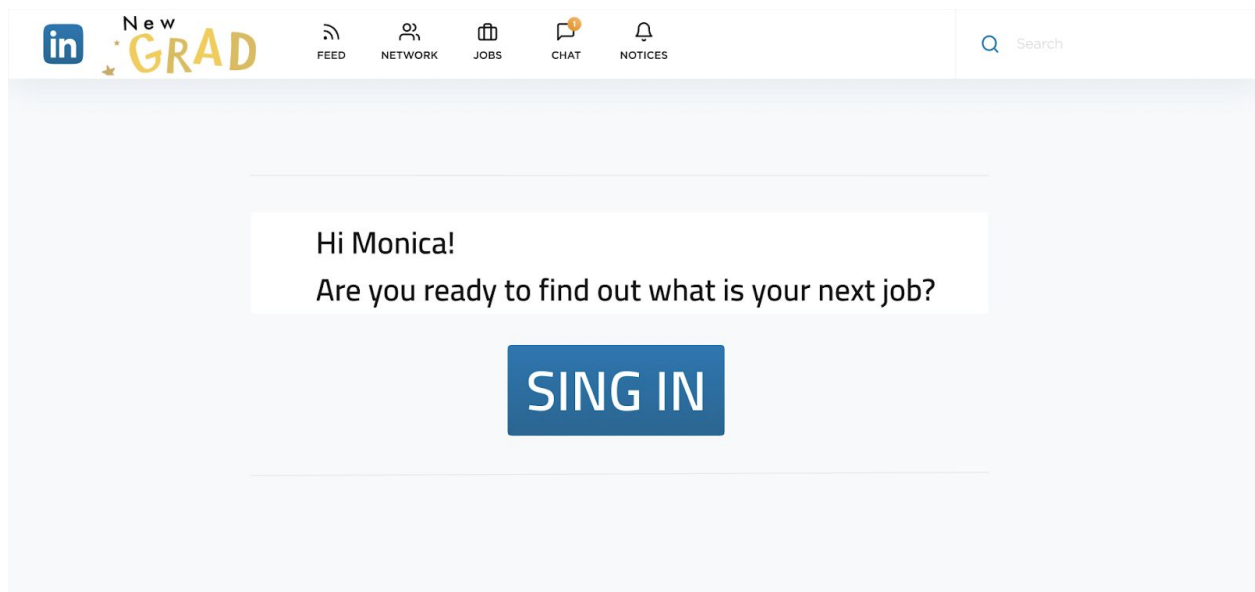 in
New
GRAD
FEED
NETWORK
JOBS
1
CHAT
NOTICES
Search
Hi Monica!
Are you ready to find out what is your next job?
SING IN